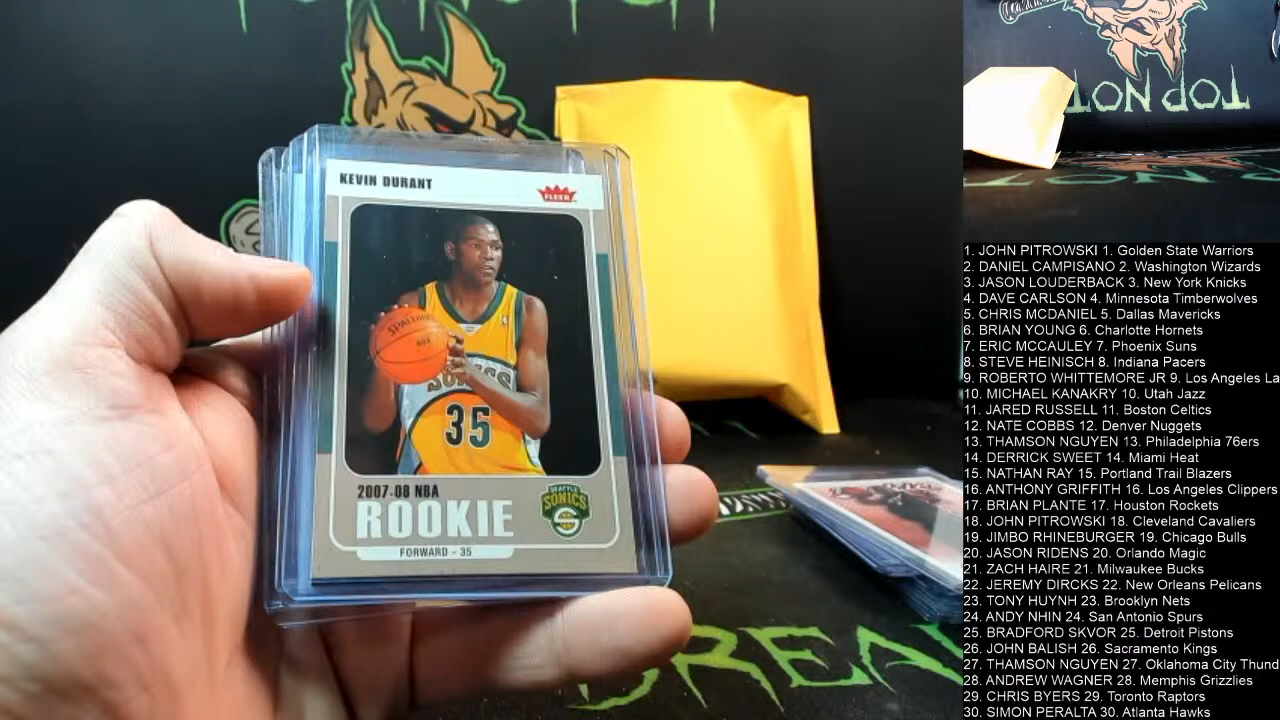 KEVIN DURANT
FLEER
SPALDING
NBA
SONICS
35
2007-08 NBA
ROOKIE
SEATTLE
SONICS
FORWARD - 35
BREA
TOP NOT
1. JOHN PITROWSKI 1. Golden State Warriors
2. DANIEL CAMPISANO 2. Washington Wizards
3. JASON LOUDERBACK 3. New York Knicks
4. DAVE CARLSON 4. Minnesota Timberwolves
5. CHRIS MCDANIEL 5. Dallas Mavericks
6. BRIAN YOUNG 6. Charlotte Hornets
7. ERIC MCCAULEY 7. Phoenix Suns
8. STEVE HEINISCH 8. Indiana Pacers
9. ROBERTO WHITTEMORE JR 9. Los Angeles La
10. MICHAEL KANAKRY 10. Utah Jazz
11. JARED RUSSELL 11. Boston Celtics
12. NATE COBBS 12. Denver Nuggets
13. THAMSON NGUYEN 13. Philadelphia 76ers
14. DERRICK SWEET 14. Miami Heat
15. NATHAN RAY 15. Portland Trail Blazers
16. ANTHONY GRIFFITH 16. Los Angeles Clippers
17. BRIAN PLANTE 17. Houston Rockets
18. JOHN PITROWSKI 18. Cleveland Cavaliers
19. JIMBO RHINEBURGER 19. Chicago Bulls
20. JASON RIDENS 20. Orlando Magic
21. ZACH HAIRE 21. Milwaukee Bucks
22. JEREMY DIRCKS 22. New Orleans Pelicans
23. TONY HUYNH 23. Brooklyn Nets
24. ANDY NHIN 24. San Antonio Spurs
25. BRADFORD SKVOR 25. Detroit Pistons
26. JOHN BALISH 26. Sacramento Kings
27. THAMSON NGUYEN 27. Oklahoma City Thund
28. ANDREW WAGNER 28. Memphis Grizzlies
29. CHRIS BYERS 29. Toronto Raptors
30. SIMON PERALTA 30. Atlanta Hawks